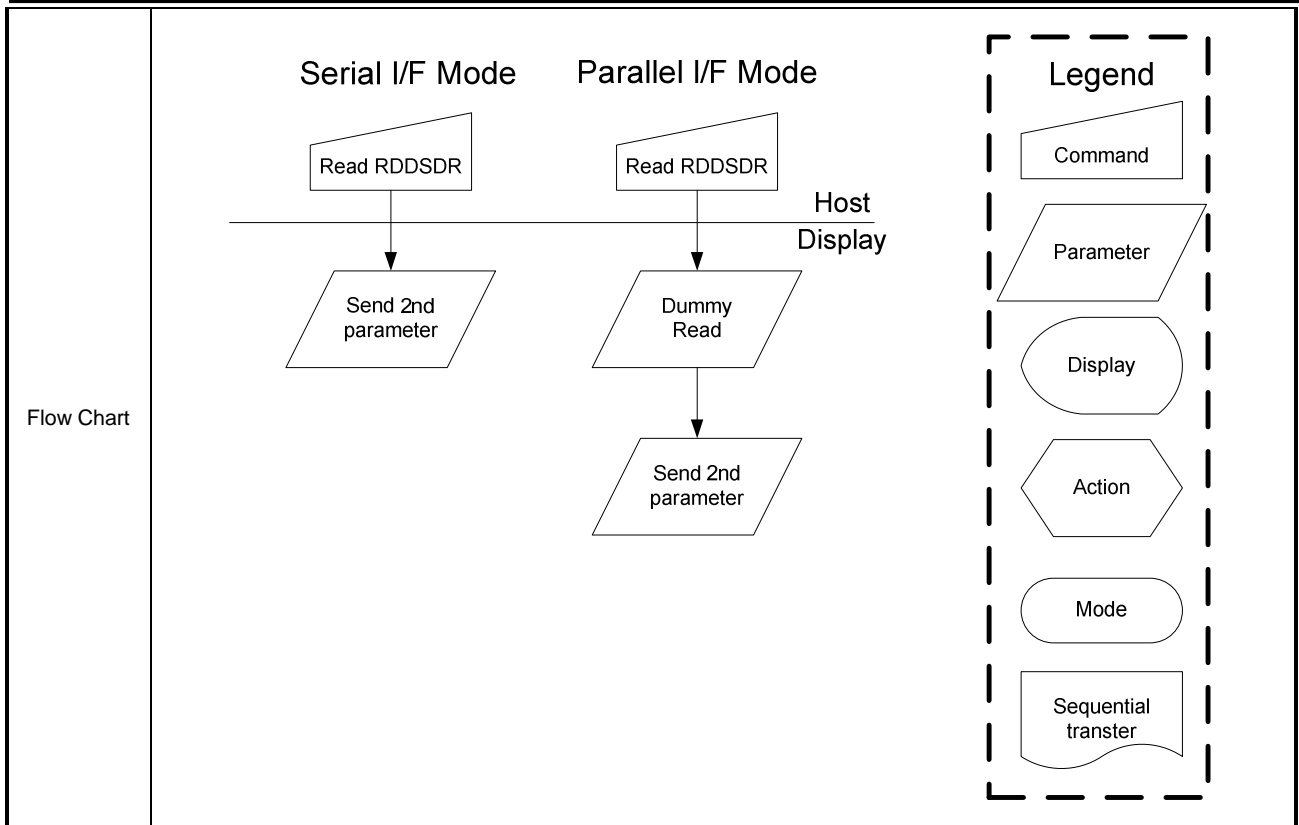 Flow Chart
Serial I/F Mode
Read RDDSDR
Send 2nd
parameter
Parallel I/F Mode
Read RDDSDR
Host
Display
Dummy
Read
Send 2nd
parameter
Legend
Command
Parameter
Display
Action
Mode
Sequential
transter